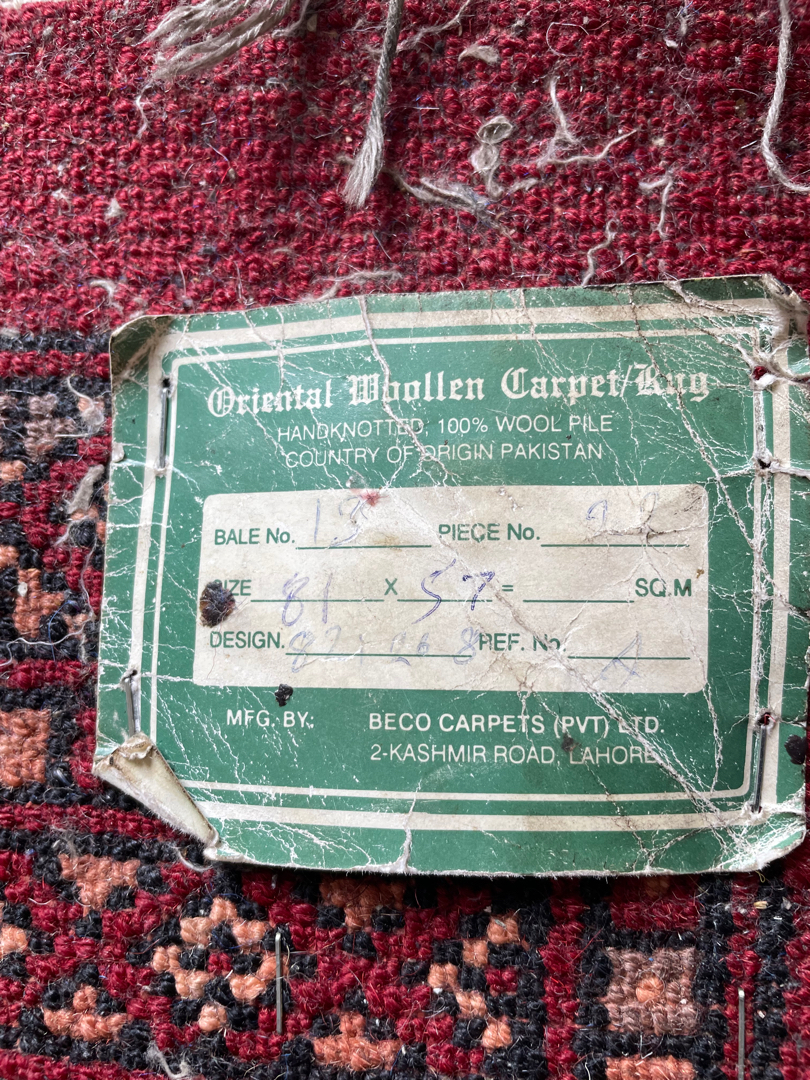 Oriental Woollen Carpet/Rug
HANDKNOTTED, 100% WOOL PILE
COUNTRY OF ORIGIN PAKISTAN
BALE No. 13 PIECE No.
SIZE 81 X 57 = SQ.M
DESIGN. REF. No. A
MFG. BY.: BECO CARPETS (PVT) LTD.
2-KASHMIR ROAD, LAHORE